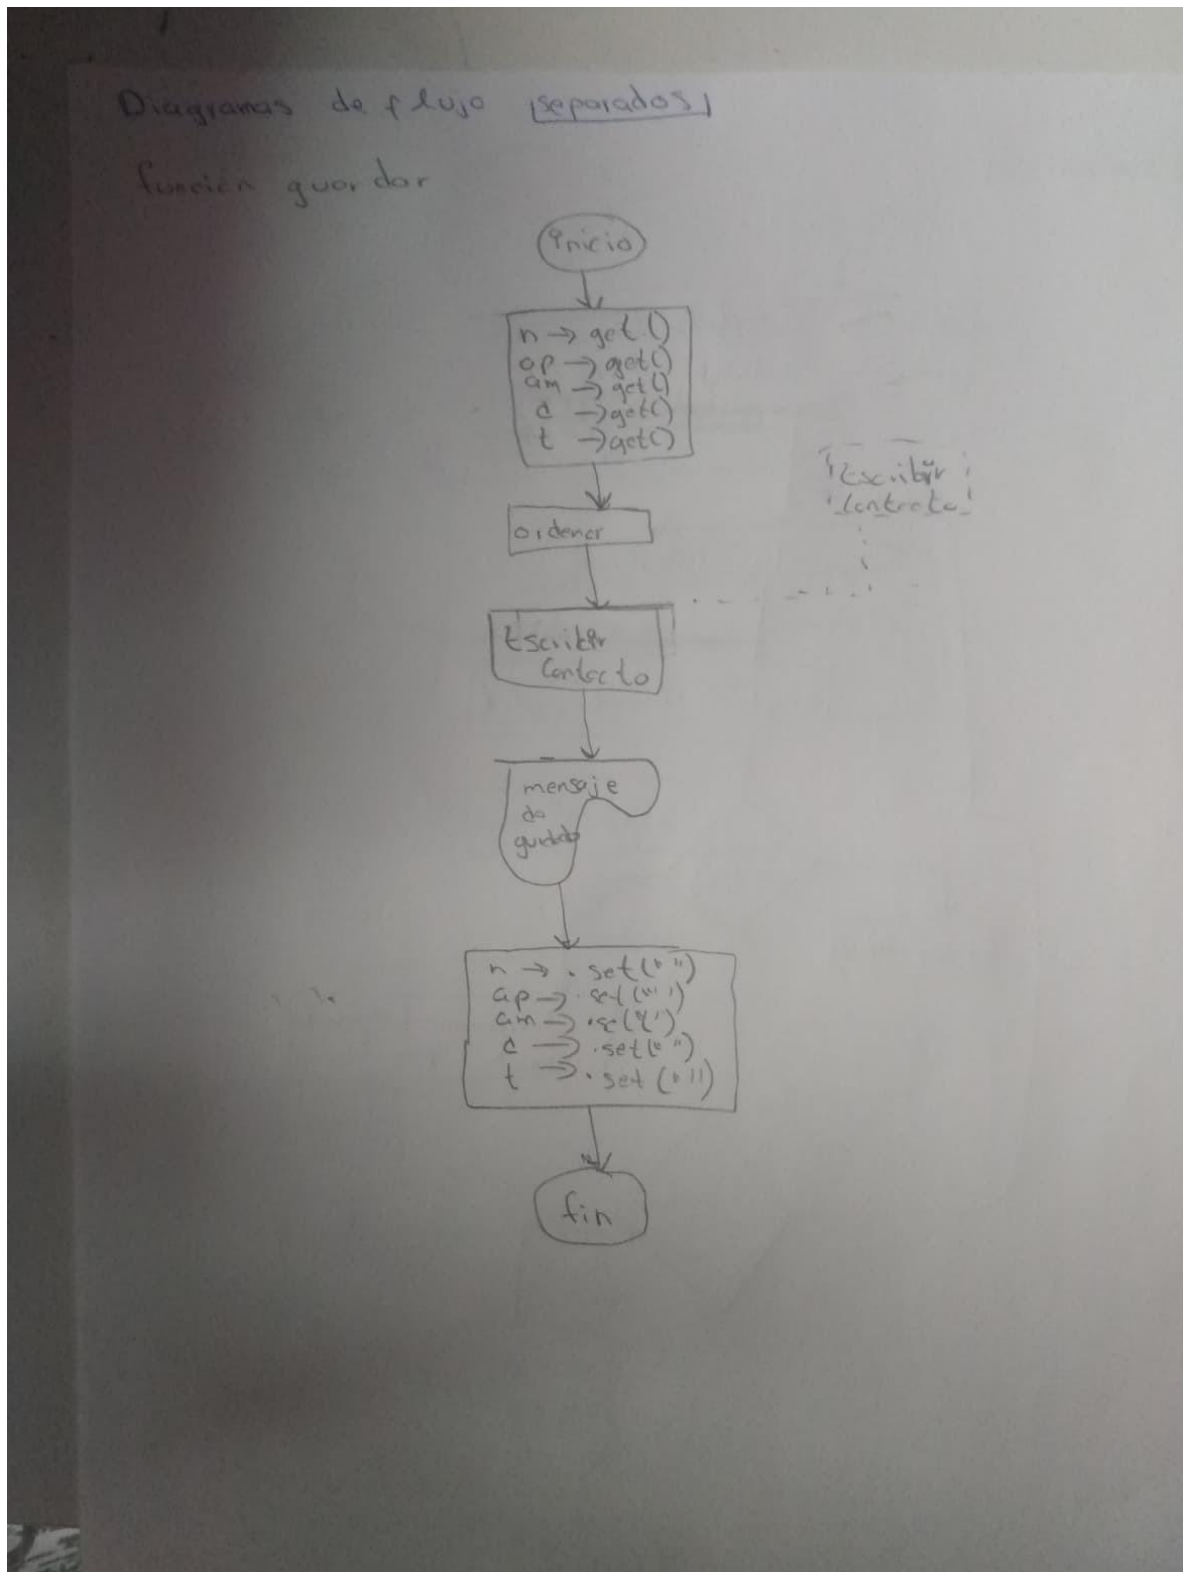 Diagramas de flujo separados
función guardar
inicio
n → get()
ap → get()
am → get()
c → get()
t → get()
ordenar
Escribir
Contacto
Escribir
Contacto
mensaje
de
guardado
n → .set(" ")
ap → .set(" ")
am → .set(" ")
c → .set(" ")
t → .set(" ")
fin